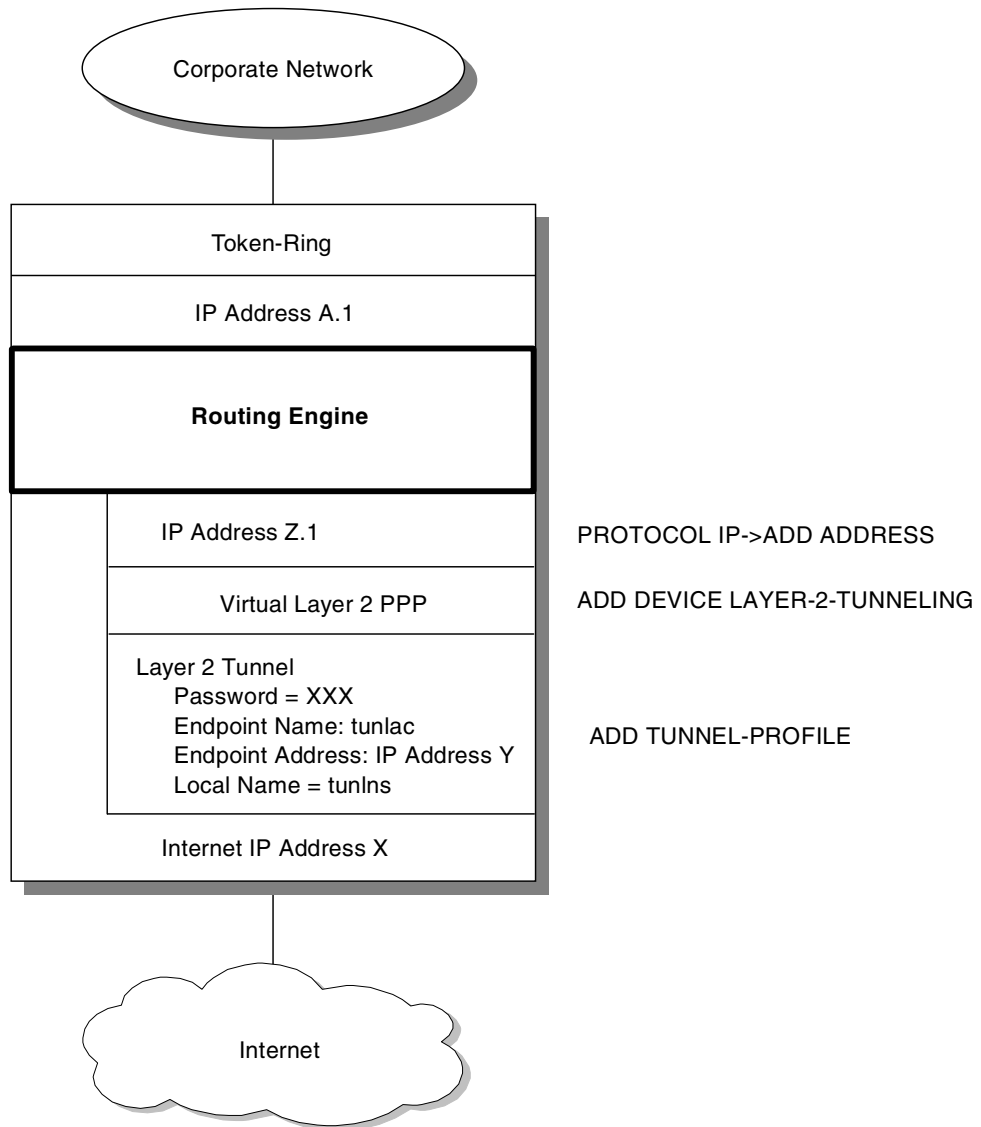 Corporate Network
Token-Ring
IP Address A.1
Routing Engine
IP Address Z.1
PROTOCOL IP->ADD ADDRESS
Virtual Layer 2 PPP
ADD DEVICE LAYER-2-TUNNELING
Layer 2 Tunnel
Password = XXX
Endpoint Name: tunlac
Endpoint Address: IP Address Y
Local Name = tunlns
ADD TUNNEL-PROFILE
Internet IP Address X
Internet